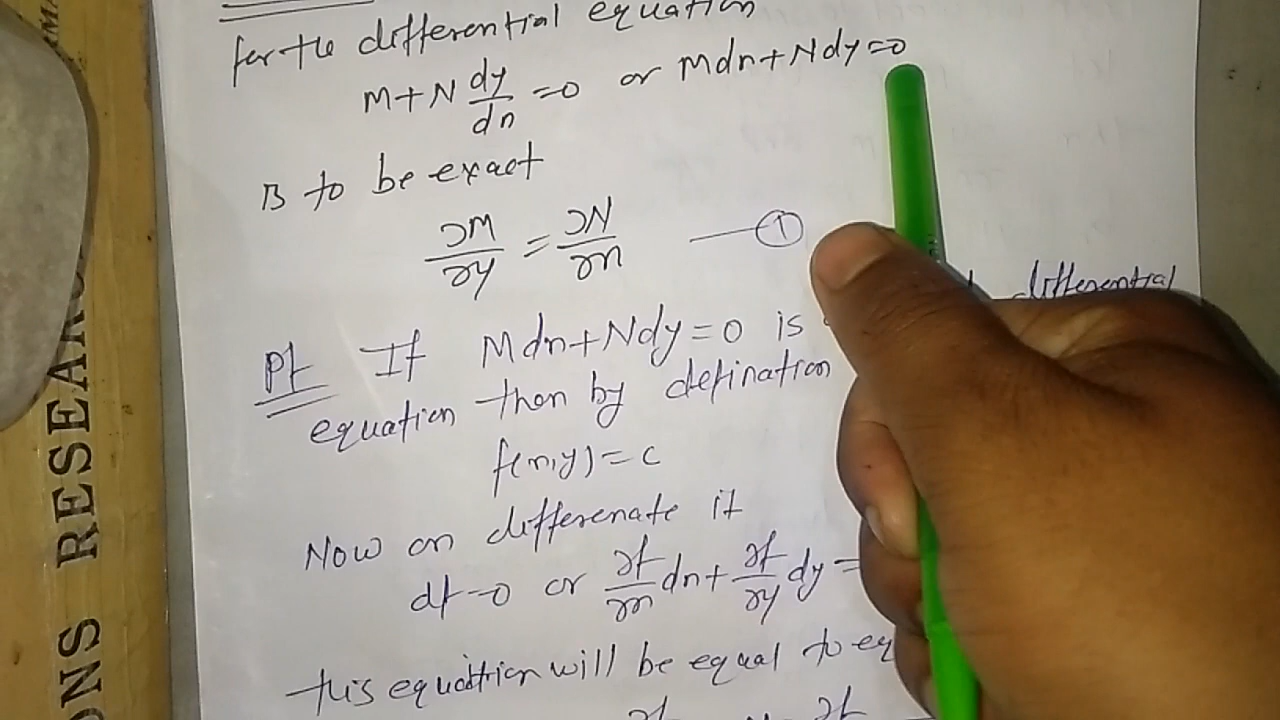 for the differential equation
M + N dy/dn = 0 or Mdn + Ndy = 0
is to be exact
∂M/∂y = ∂N/∂n — ①
Pf If Mdn + Ndy = 0 is differential
equation then by defination
f(n,y) = c
Now on differenate it
df = 0 or ∂f/∂n dn + ∂f/∂y dy =
this equation will be equal to eq
∂f ∂f
ONS RESEARC